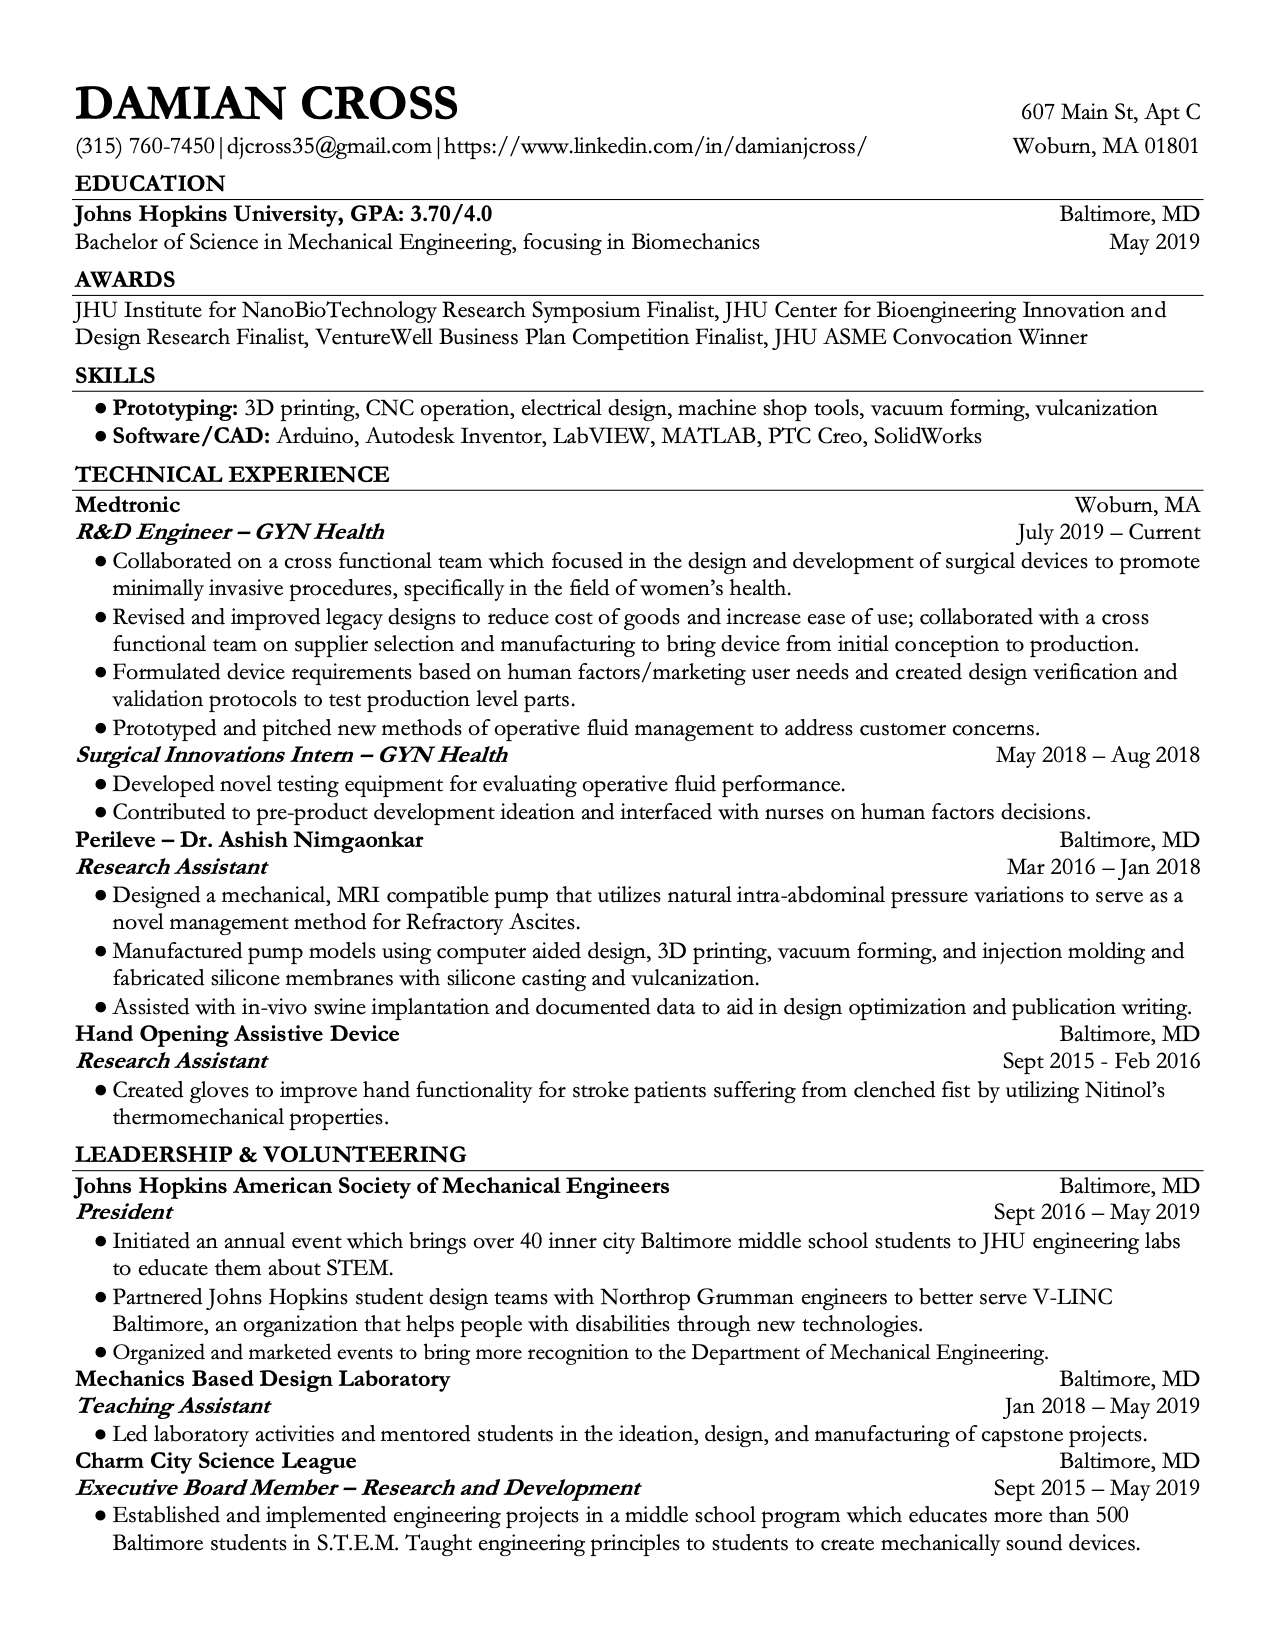 DAMIAN CROSS 607 Main St, Apt C
(315) 760-7450|djcross35@gmail.com|https://www.linkedin.com/in/damianjcross/ Woburn, MA 01801
EDUCATION
Johns Hopkins University, GPA: 3.70/4.0 Baltimore, MD
Bachelor of Science in Mechanical Engineering, focusing in Biomechanics May 2019
AWARDS
JHU Institute for NanoBioTechnology Research Symposium Finalist, JHU Center for Bioengineering Innovation and
Design Research Finalist, VentureWell Business Plan Competition Finalist, JHU ASME Convocation Winner
SKILLS
● Prototyping: 3D printing, CNC operation, electrical design, machine shop tools, vacuum forming, vulcanization
● Software/CAD: Arduino, Autodesk Inventor, LabVIEW, MATLAB, PTC Creo, SolidWorks
TECHNICAL EXPERIENCE
Medtronic Woburn, MA
R&D Engineer – GYN Health July 2019 – Current
● Collaborated on a cross functional team which focused in the design and development of surgical devices to promote
minimally invasive procedures, specifically in the field of women's health.
● Revised and improved legacy designs to reduce cost of goods and increase ease of use; collaborated with a cross
functional team on supplier selection and manufacturing to bring device from initial conception to production.
● Formulated device requirements based on human factors/marketing user needs and created design verification and
validation protocols to test production level parts.
● Prototyped and pitched new methods of operative fluid management to address customer concerns.
Surgical Innovations Intern – GYN Health May 2018 – Aug 2018
● Developed novel testing equipment for evaluating operative fluid performance.
● Contributed to pre-product development ideation and interfaced with nurses on human factors decisions.
Perileve – Dr. Ashish Nimgaonkar Baltimore, MD
Research Assistant Mar 2016 – Jan 2018
● Designed a mechanical, MRI compatible pump that utilizes natural intra-abdominal pressure variations to serve as a
novel management method for Refractory Ascites.
● Manufactured pump models using computer aided design, 3D printing, vacuum forming, and injection molding and
fabricated silicone membranes with silicone casting and vulcanization.
● Assisted with in-vivo swine implantation and documented data to aid in design optimization and publication writing.
Hand Opening Assistive Device Baltimore, MD
Research Assistant Sept 2015 - Feb 2016
● Created gloves to improve hand functionality for stroke patients suffering from clenched fist by utilizing Nitinol's
thermomechanical properties.
LEADERSHIP & VOLUNTEERING
Johns Hopkins American Society of Mechanical Engineers Baltimore, MD
President Sept 2016 – May 2019
● Initiated an annual event which brings over 40 inner city Baltimore middle school students to JHU engineering labs
to educate them about STEM.
● Partnered Johns Hopkins student design teams with Northrop Grumman engineers to better serve V-LINC
Baltimore, an organization that helps people with disabilities through new technologies.
● Organized and marketed events to bring more recognition to the Department of Mechanical Engineering.
Mechanics Based Design Laboratory Baltimore, MD
Teaching Assistant Jan 2018 – May 2019
● Led laboratory activities and mentored students in the ideation, design, and manufacturing of capstone projects.
Charm City Science League Baltimore, MD
Executive Board Member – Research and Development Sept 2015 – May 2019
● Established and implemented engineering projects in a middle school program which educates more than 500
Baltimore students in S.T.E.M. Taught engineering principles to students to create mechanically sound devices.